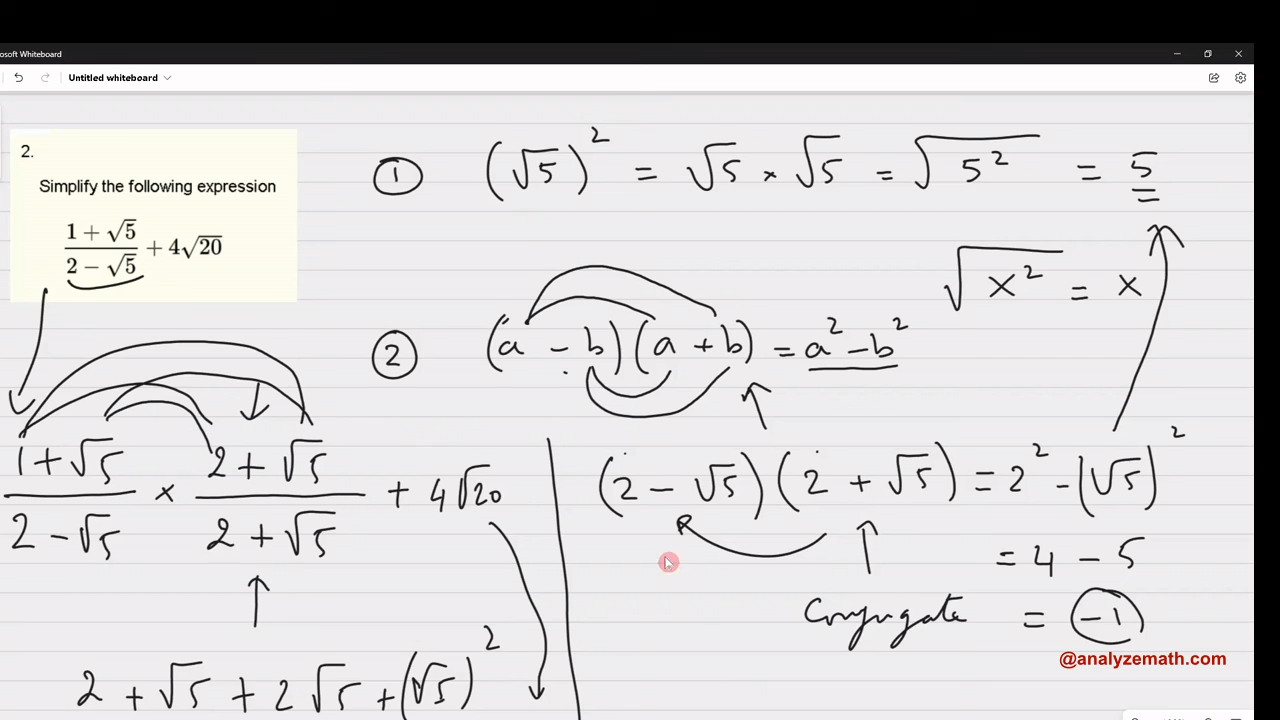 osoft Whiteboard
Untitled whiteboard
2.
Simplify the following expression
(1 + √5)/(2 − √5) + 4√20
① (√5)² = √5 × √5 = √5² = 5
√x² = x
② (a − b)(a + b) = a² − b²
(1 + √5)/(2 − √5) × (2 + √5)/(2 + √5) + 4√20
2 + √5 + 2√5 + (√5)²
(2 − √5)(2 + √5) = 2² − (√5)²
= 4 − 5
Conjugate = −1
@analyzemath.com